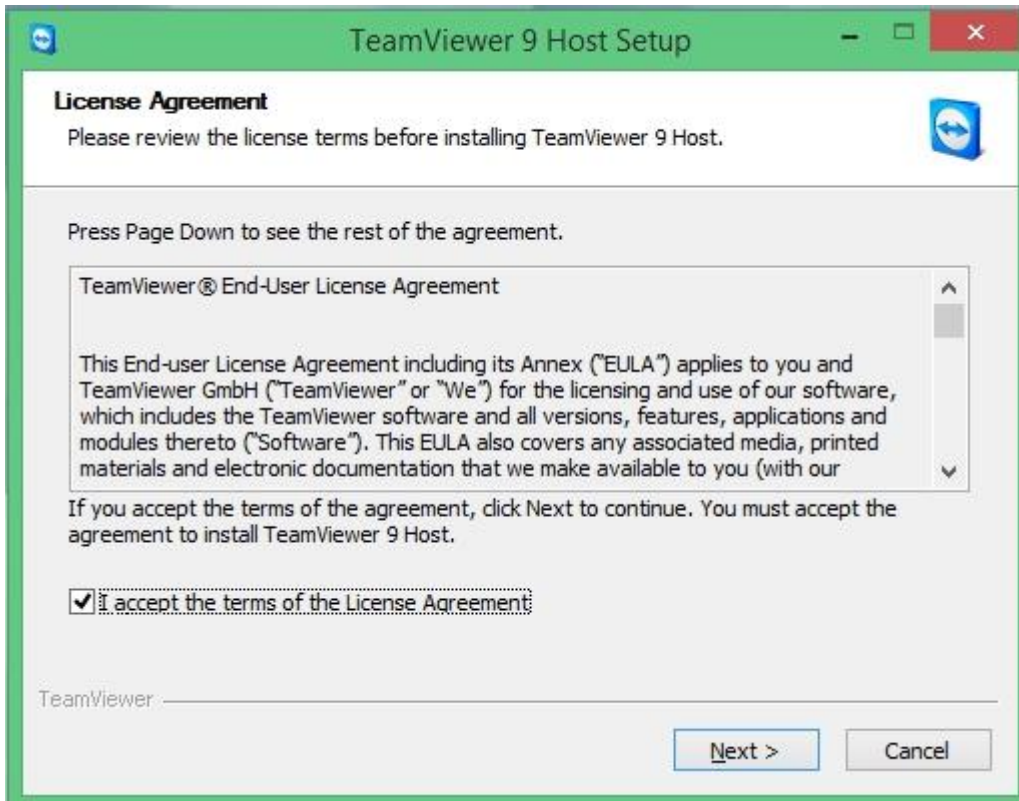 TeamViewer 9 Host Setup
License Agreement
Please review the license terms before installing TeamViewer 9 Host.
Press Page Down to see the rest of the agreement.
TeamViewer® End-User License Agreement
This End-user License Agreement including its Annex (“EULA”) applies to you and
TeamViewer GmbH (“TeamViewer” or “We”) for the licensing and use of our software,
which includes the TeamViewer software and all versions, features, applications and
modules thereto (“Software”). This EULA also covers any associated media, printed
materials and electronic documentation that we make available to you (with our
If you accept the terms of the agreement, click Next to continue. You must accept the
agreement to install TeamViewer 9 Host.
I accept the terms of the License Agreement
TeamViewer
Next >
Cancel